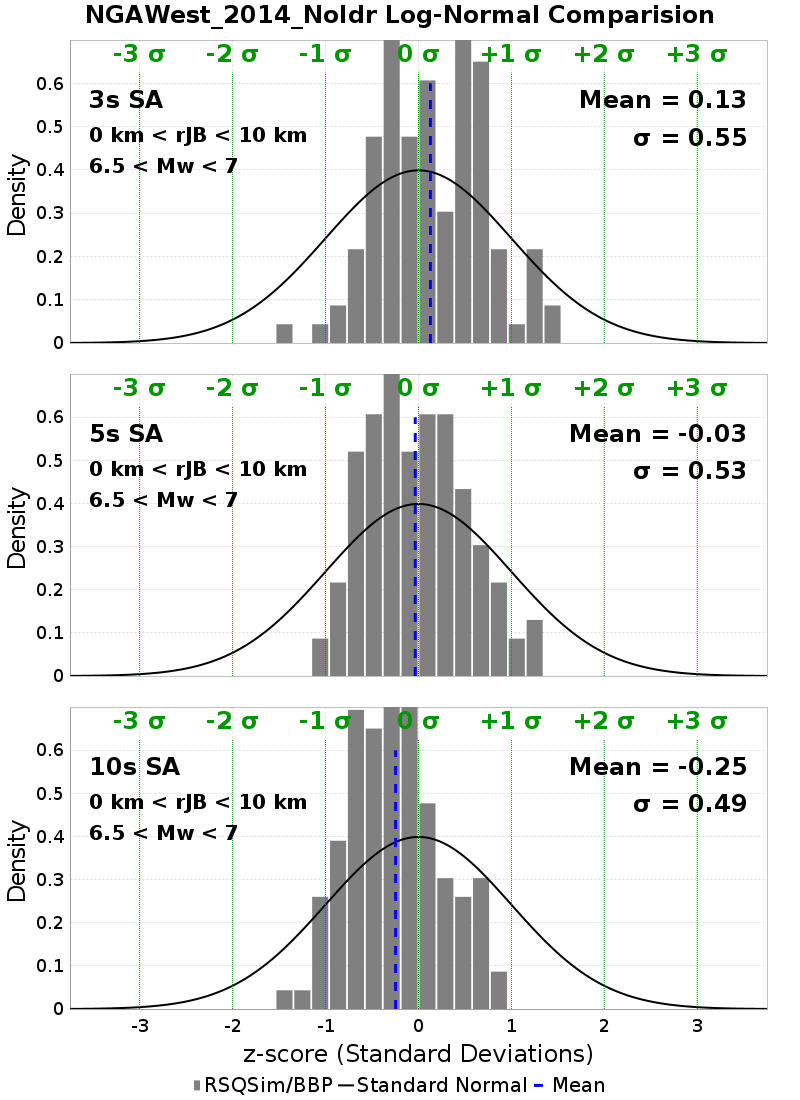 NGAWest_2014_NoIdr Log-Normal Comparision
-3 σ -2 σ -1 σ 0 σ +1 σ +2 σ +3 σ
3s SA
0 km < rJB < 10 km
6.5 < Mw < 7
Mean = 0.13
σ = 0.55
Density
0.6
0.5
0.4
0.3
0.2
0.1
0
-3 σ -2 σ -1 σ 0 σ +1 σ +2 σ +3 σ
5s SA
0 km < rJB < 10 km
6.5 < Mw < 7
Mean = -0.03
σ = 0.53
Density
0.6
0.5
0.4
0.3
0.2
0.1
0
-3 σ -2 σ -1 σ 0 σ +1 σ +2 σ +3 σ
10s SA
0 km < rJB < 10 km
6.5 < Mw < 7
Mean = -0.25
σ = 0.49
Density
0.6
0.5
0.4
0.3
0.2
0.1
0
-3 -2 -1 0 1 2 3
z-score (Standard Deviations)
RSQSim/BBP Standard Normal Mean